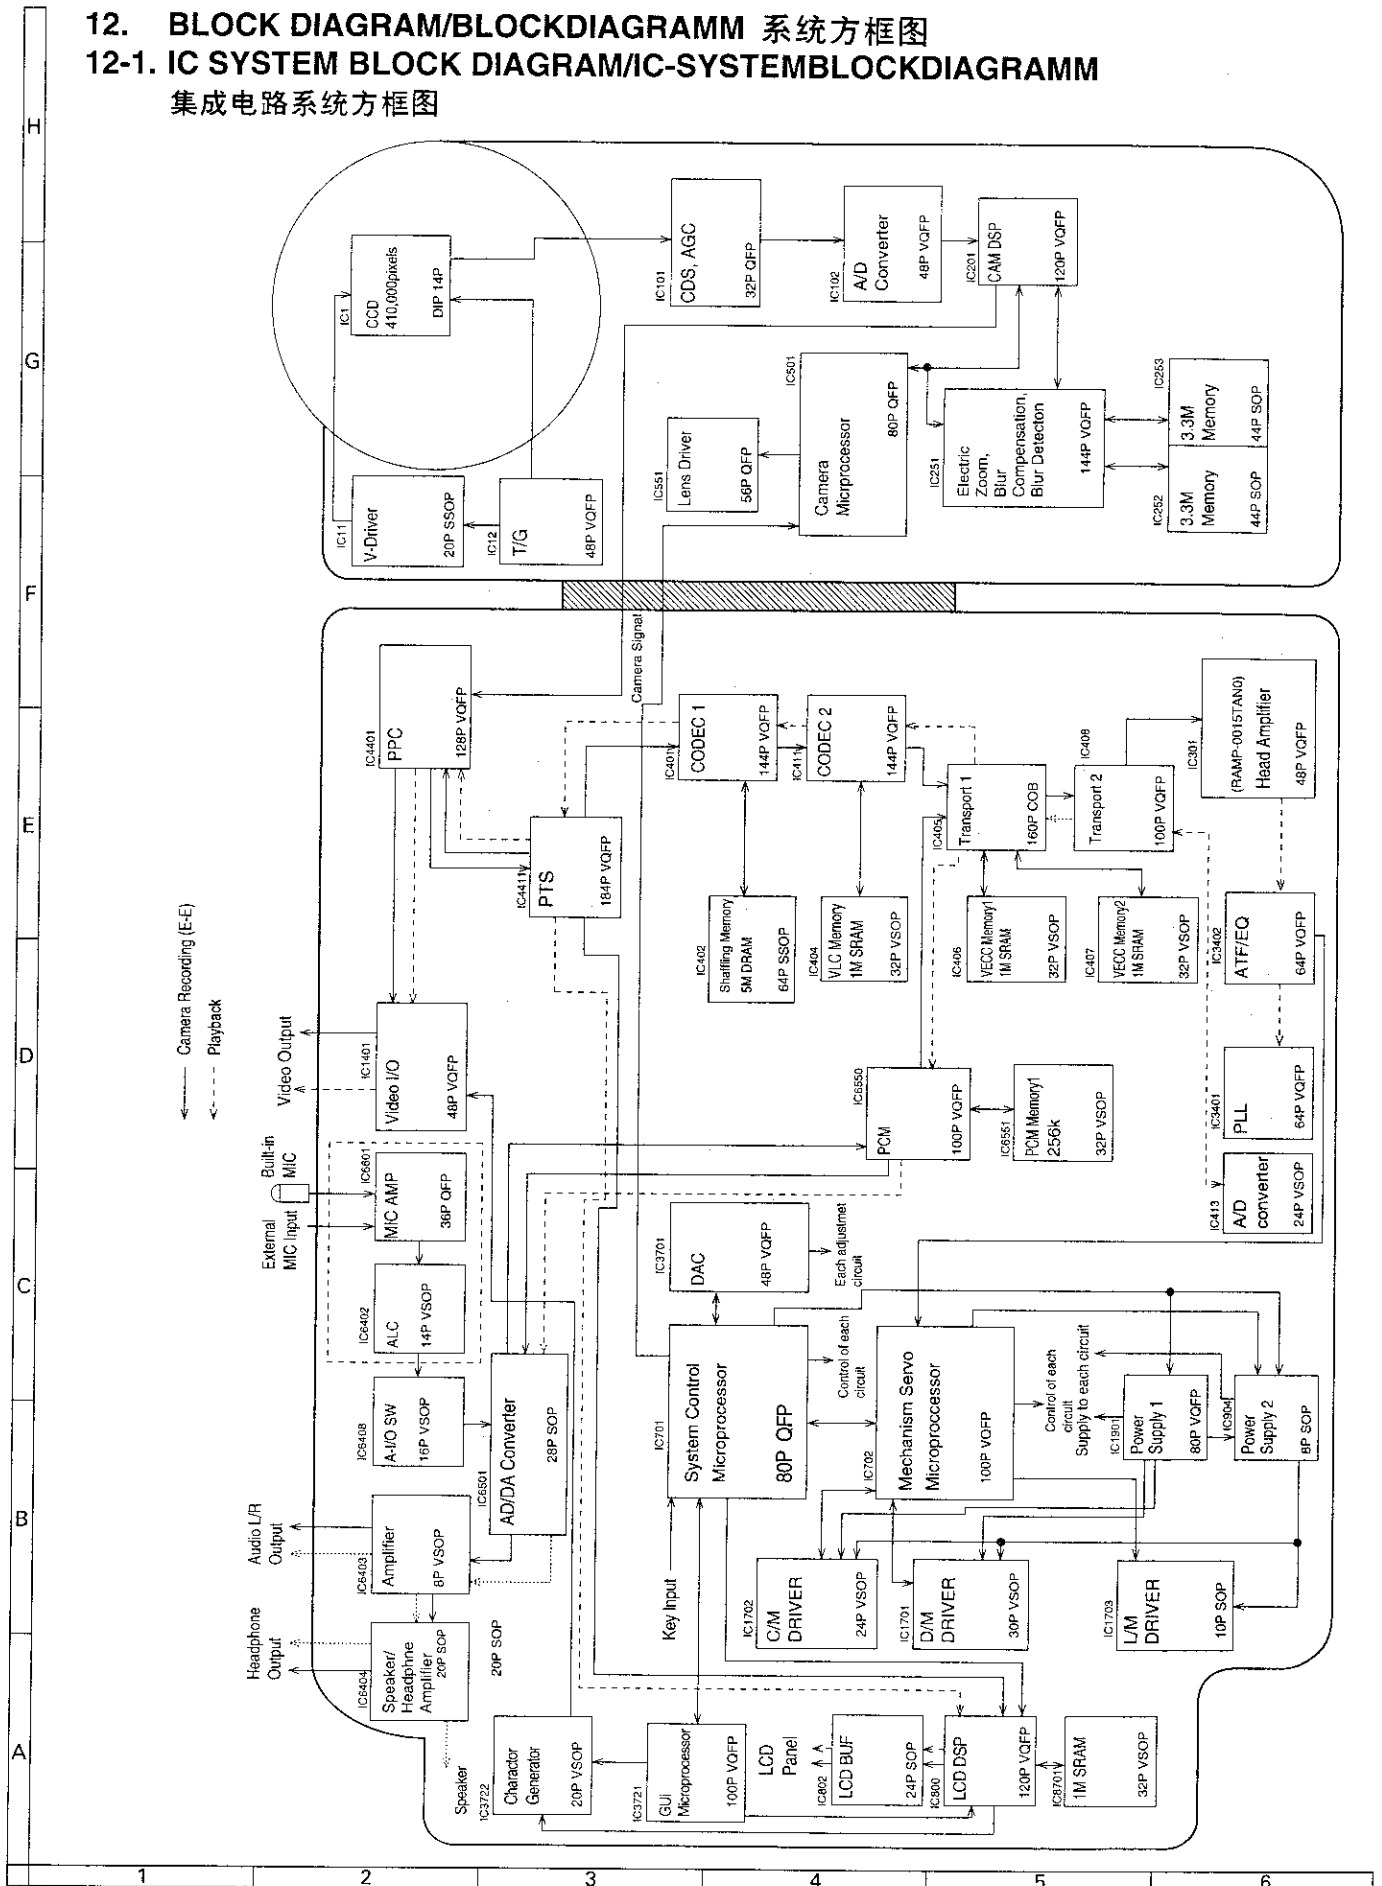 12. BLOCK DIAGRAM/BLOCKDIAGRAMM 系统方框图
12-1. IC SYSTEM BLOCK DIAGRAM/IC-SYSTEMBLOCKDIAGRAMM
集成电路系统方框图
H
G
F
E
D
C
B
A
IC1
CCD
410,000pixels
DIP 14P
IC101
CDS, AGC
32P QFP
IC102
A/D
Converter
48P VQFP
IC201
CAM DSP
120P VQFP
IC11
V-Driver
20P SSOP
IC12
T/G
48P VQFP
IC551
Lens Driver
56P QFP
IC501
Camera
Micrprocessor
80P QFP
IC251
Electric
Zoom,
Blur
Compensation,
Blur Detecton
144P VQFP
IC253
3.3M
Memory
44P SOP
IC252
3.3M
Memory
44P SOP
Camera Signal
IC4401
PPC
128P VQFP
IC401
CODEC 1
144P VQFP
IC411
CODEC 2
144P VQFP
IC405
Transport 1
160P COB
IC408
Transport 2
100P VQFP
IC301
(RAMP-0015TAN0)
Head Amplifier
48P VQFP
IC4411
PTS
184P VQFP
IC402
Shaffling Memory
5M DRAM
64P SSOP
IC404
VLC Memory
1M SRAM
32P VSOP
IC406
VECC Memory1
1M SRAM
32P VSOP
IC407
VECC Memory2
1M SRAM
32P VSOP
IC3402
ATF/EQ
64P VQFP
Camera Recording (E-E)
Playback
Video Output
IC1401
Video I/O
48P VQFP
IC6550
PCM
100P VQFP
IC6551
PCM Memory1
256k
32P VSOP
IC3401
PLL
64P VQFP
IC413
A/D
converter
24P VSOP
Built-in
MIC
External
MIC Input
IC6601
MIC AMP
36P QFP
IC6402
ALC
14P VSOP
IC6408
A-I/O SW
16P VSOP
IC6501
AD/DA Converter
28P SOP
IC3701
DAC
48P VQFP
Each adjustmet
circuit
IC701
System Control
Microprocessor
80P QFP
Control of each
circuit
IC702
Mechanism Servo
Microproccessor
100P VQFP
Control of each
circuit
Supply to each circuit
IC1901
Power
Supply 1
80P VQFP
IC904
Power
Supply 2
8P SOP
Audio L/R
Output
IC6403
Amplifier
8P VSOP
Headphone
Output
IC6404
Speaker/
Headphne
Amplifier
20P SOP
20P SOP
Speaker
Key Input
IC1702
C/M
DRIVER
24P VSOP
IC1701
D/M
DRIVER
30P VSOP
IC1703
L/M
DRIVER
10P SOP
IC3722
Charactor
Generator
20P VSOP
IC3721
GUI
Microprocessor
100P VQFP
LCD
Panel
IC802
LCD BUF
24P SOP
IC800
LCD DSP
120P VQFP
IC8701
1M SRAM
32P VSOP
1
2
3
4
5
6